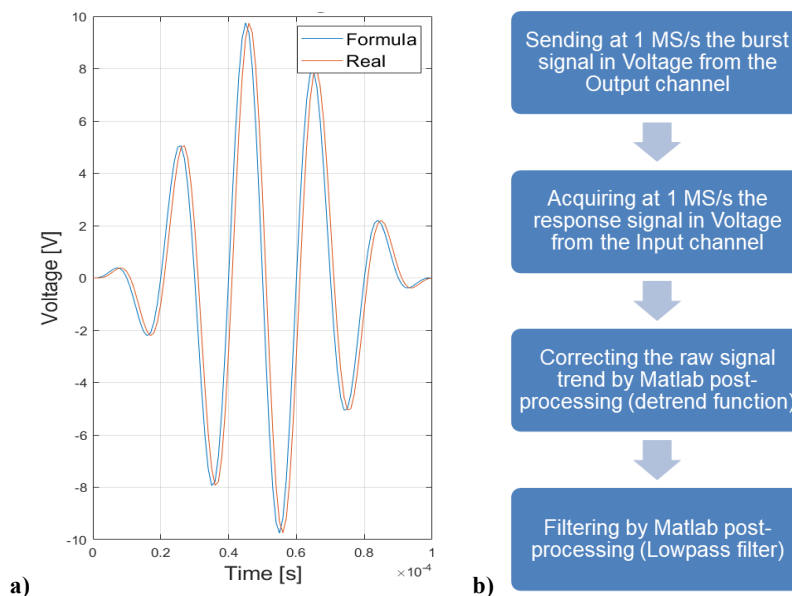 10
8
6
4
2
0
-2
-4
-6
-8
-10
Voltage [V]
Formula
Real
0
0.2
0.4
0.6
0.8
1
Time [s]
×10⁻⁴
a)
Sending at 1 MS/s the burst
signal in Voltage from the
Output channel
Acquiring at 1 MS/s the
response signal in Voltage
from the Input channel
Correcting the raw signal
trend by Matlab post-
processing (detrend function)
Filtering by Matlab post-
processing (Lowpass filter)
b)